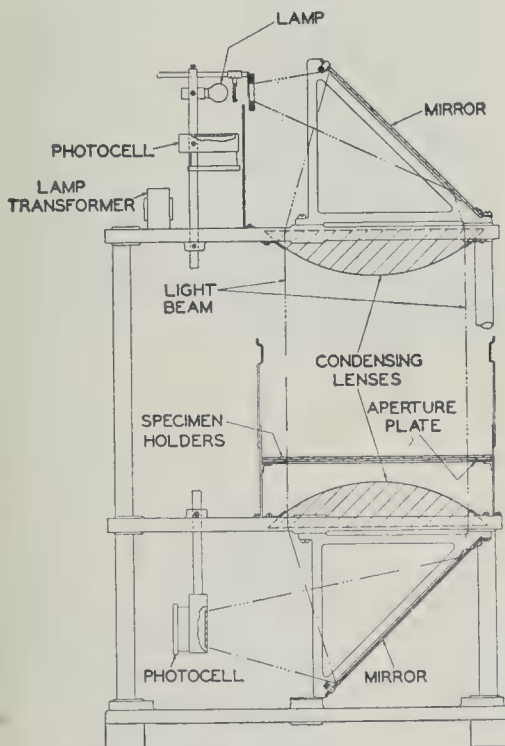 LAMP
MIRROR
PHOTOCELL
LAMP
TRANSFORMER
LIGHT
BEAM
CONDENSING
LENSES
SPECIMEN
HOLDERS
APERTURE
PLATE
PHOTOCELL
MIRROR